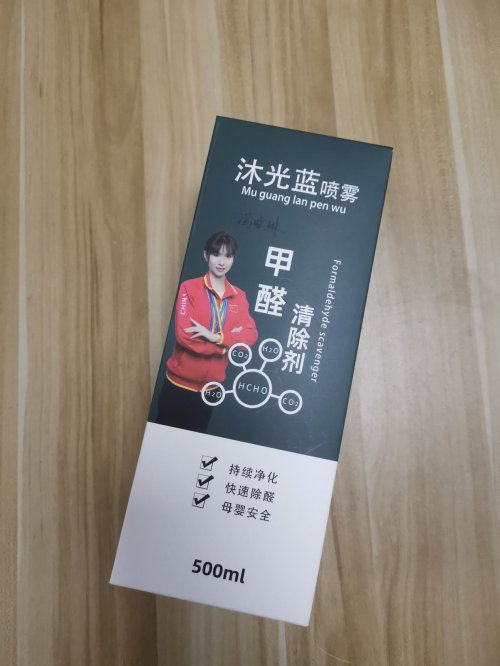 沐光蓝喷雾
Mu guang lan pen wu
甲醛
清除剂
Formaldehyde scavenger
CHINA
CO2
H2O
HCHO
H2O
CO2
持续净化
快速除醛
母婴安全
500ml